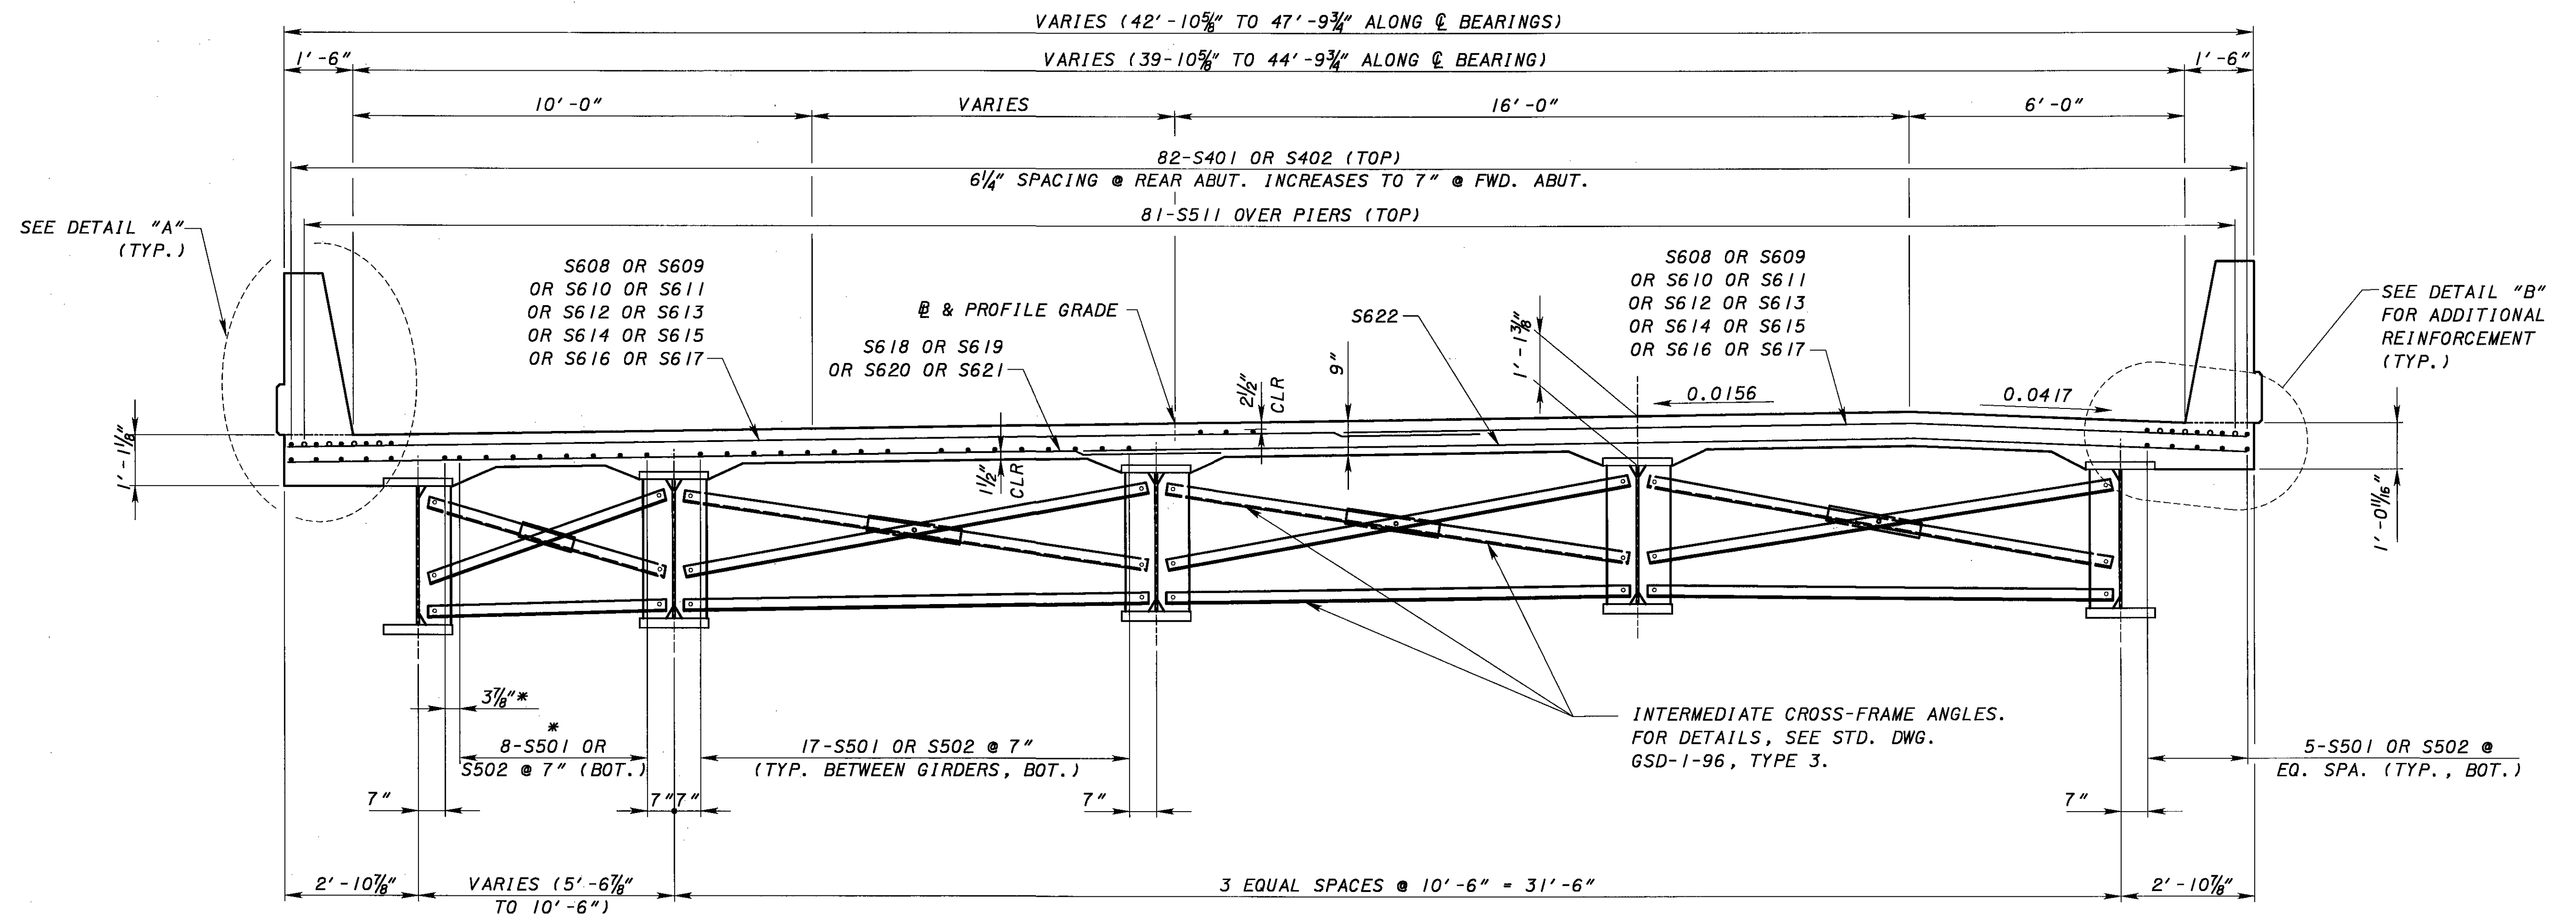 VARIES (42'-10⅝" TO 47'-9¾" ALONG ℄ BEARINGS)
1'-6"
VARIES (39-10⅝" TO 44'-9¾" ALONG ℄ BEARING)
1'-6"
10'-0"
VARIES
16'-0"
6'-0"
82-S401 OR S402 (TOP)
6¼" SPACING @ REAR ABUT. INCREASES TO 7" @ FWD. ABUT.
81-S511 OVER PIERS (TOP)
SEE DETAIL "A"
(TYP.)
S608 OR S609
OR S610 OR S611
OR S612 OR S613
OR S614 OR S615
OR S616 OR S617
S618 OR S619
OR S620 OR S621
& PROFILE GRADE
2½"
CLR
S622
9"
1'-1⅜"
S608 OR S609
OR S610 OR S611
OR S612 OR S613
OR S614 OR S615
OR S616 OR S617
SEE DETAIL "B"
FOR ADDITIONAL
REINFORCEMENT
(TYP.)
0.0156
0.0417
1'-1⅛"
1½"
CLR
1'-0 11/16"
3⅞"*
*
8-S501 OR
S502 @ 7" (BOT.)
17-S501 OR S502 @ 7"
(TYP. BETWEEN GIRDERS, BOT.)
INTERMEDIATE CROSS-FRAME ANGLES.
FOR DETAILS, SEE STD. DWG.
GSD-1-96, TYPE 3.
5-S501 OR S502 @
EQ. SPA. (TYP., BOT.)
7"
7"
7"
7"
7"
2'-10⅞"
VARIES (5'-6⅞"
TO 10'-6")
3 EQUAL SPACES @ 10'-6" = 31'-6"
2'-10⅞"